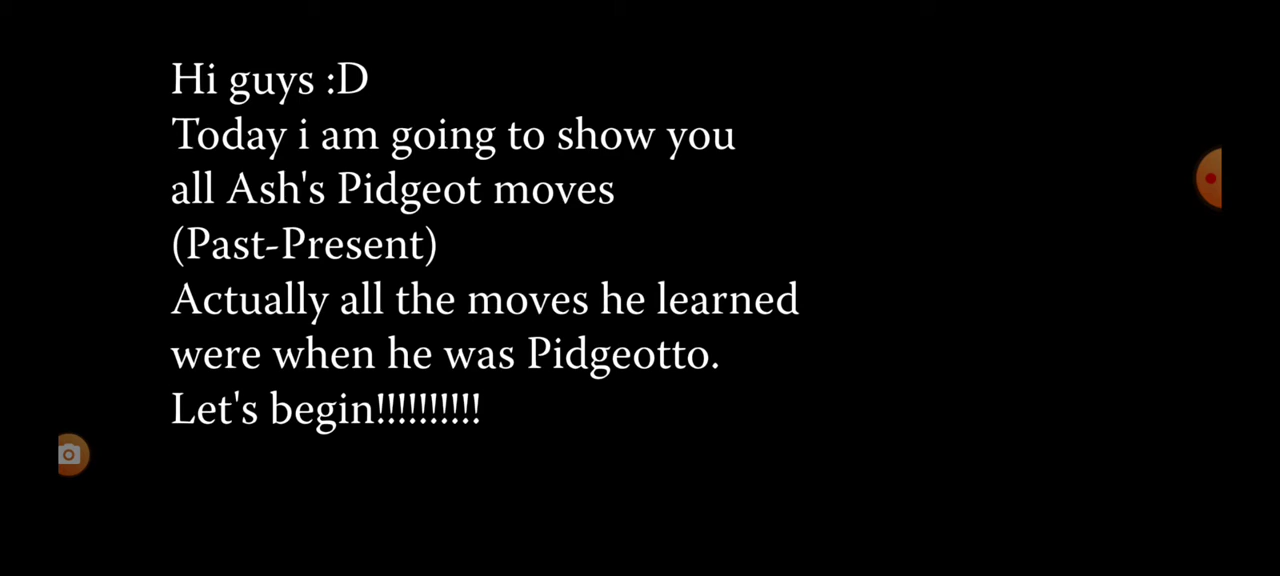 Hi guys :D
Today i am going to show you
all Ash's Pidgeot moves
(Past-Present)
Actually all the moves he learned
were when he was Pidgeotto.
Let's begin!!!!!!!!!!